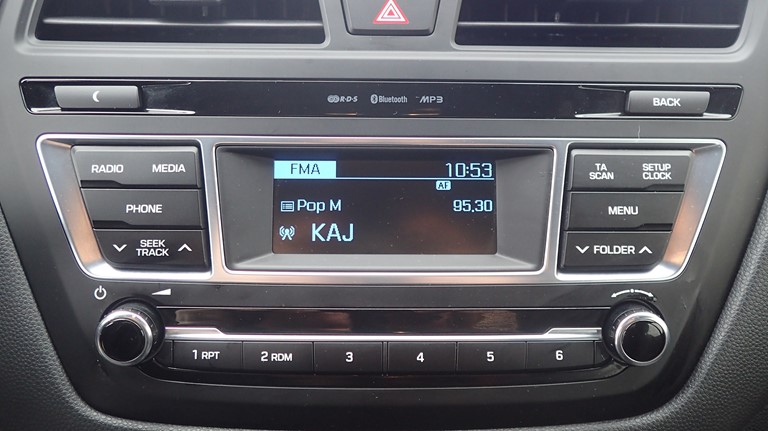 R·D·S Bluetooth MP3
BACK
RADIO MEDIA
PHONE
SEEK
TRACK
FMA 10:53
AF
Pop M 95.30
KAJ
TA
SCAN
SETUP
CLOCK
MENU
FOLDER
1 RPT 2 RDM 3 4 5 6